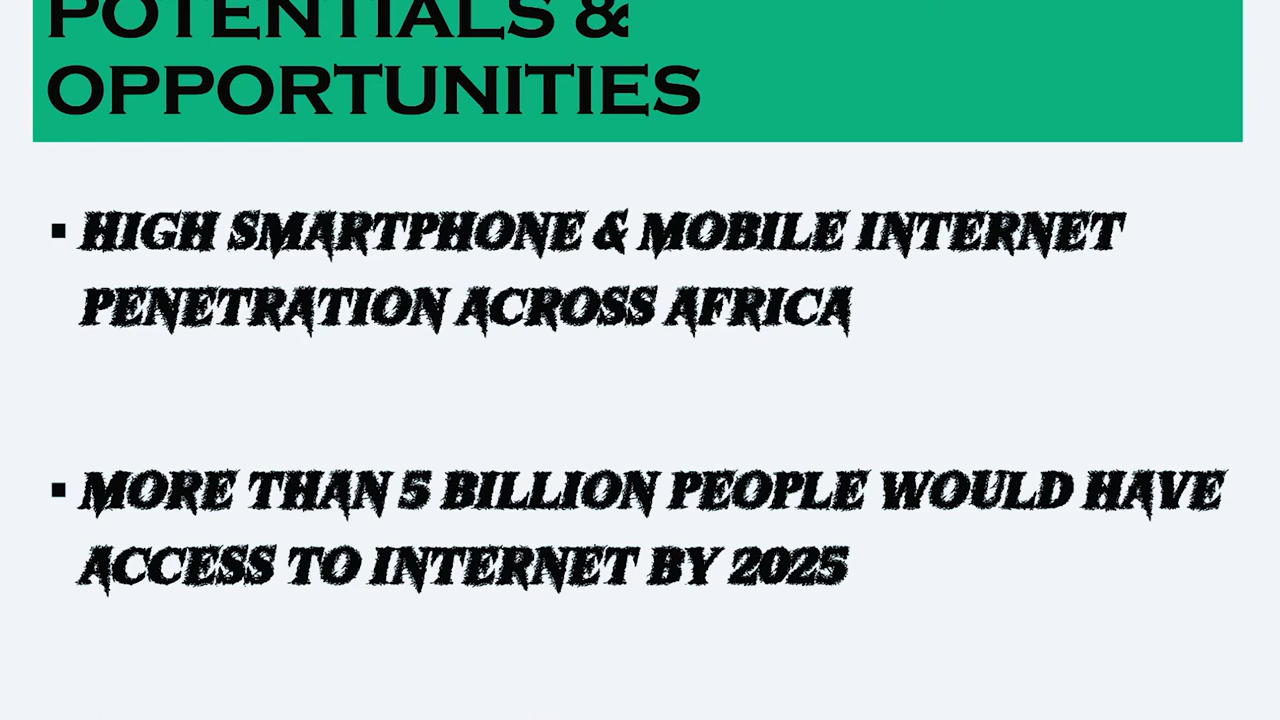 POTENTIALS &
OPPORTUNITIES
▪ HIGH SMARTPHONE & MOBILE INTERNET
PENETRATION ACROSS AFRICA
▪ MORE THAN 5 BILLION PEOPLE WOULD HAVE
ACCESS TO INTERNET BY 2025